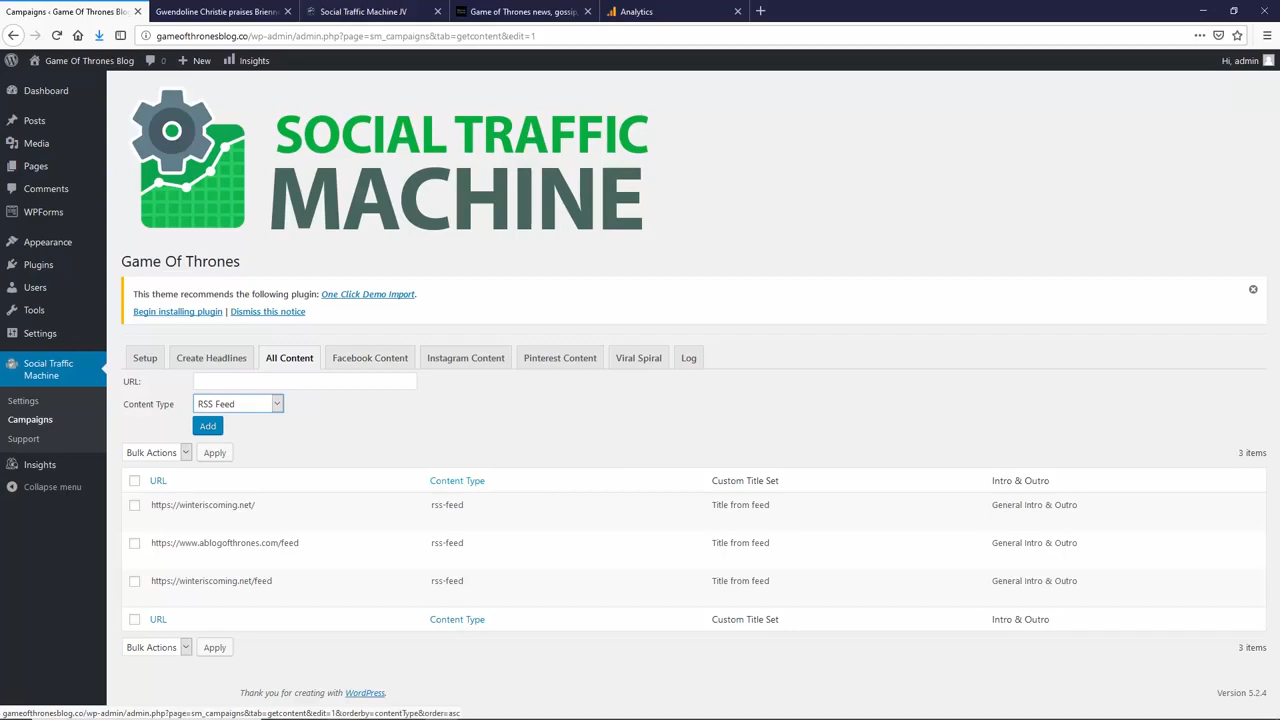 Campaigns ‹ Game Of Thrones Bl
Gwendoline Christie praises Brienn
Social Traffic Machine JV
Game of Thrones news, gossip
Analytics
gameofthronesblog.co/wp-admin/admin.php?page=sm_campaigns&tab=getcontent&edit=1
Game Of Thrones Blog
0
New
Insights
Hi, admin
Dashboard
Posts
Media
Pages
Comments
WPForms
Appearance
Plugins
Users
Tools
Settings
Social Traffic
Machine
Settings
Campaigns
Support
Insights
Collapse menu
SOCIAL TRAFFIC
MACHINE
Game Of Thrones
This theme recommends the following plugin: One Click Demo Import.
Begin installing plugin | Dismiss this notice
Setup
Create Headlines
All Content
Facebook Content
Instagram Content
Pinterest Content
Viral Spiral
Log
URL:
Content Type
RSS Feed
Add
Bulk Actions
Apply
3 items
URL
Content Type
Custom Title Set
Intro & Outro
https://winteriscoming.net/
rss-feed
Title from feed
General Intro & Outro
https://www.ablogofthrones.com/feed
rss-feed
Title from feed
General Intro & Outro
https://winteriscoming.net/feed
rss-feed
Title from feed
General Intro & Outro
URL
Content Type
Custom Title Set
Intro & Outro
Bulk Actions
Apply
3 items
Thank you for creating with WordPress.
Version 5.2.4
gameofthronesblog.co/wp-admin/admin.php?page=sm_campaigns&tab=getcontent&edit=1&orderby=contentType&order=asc